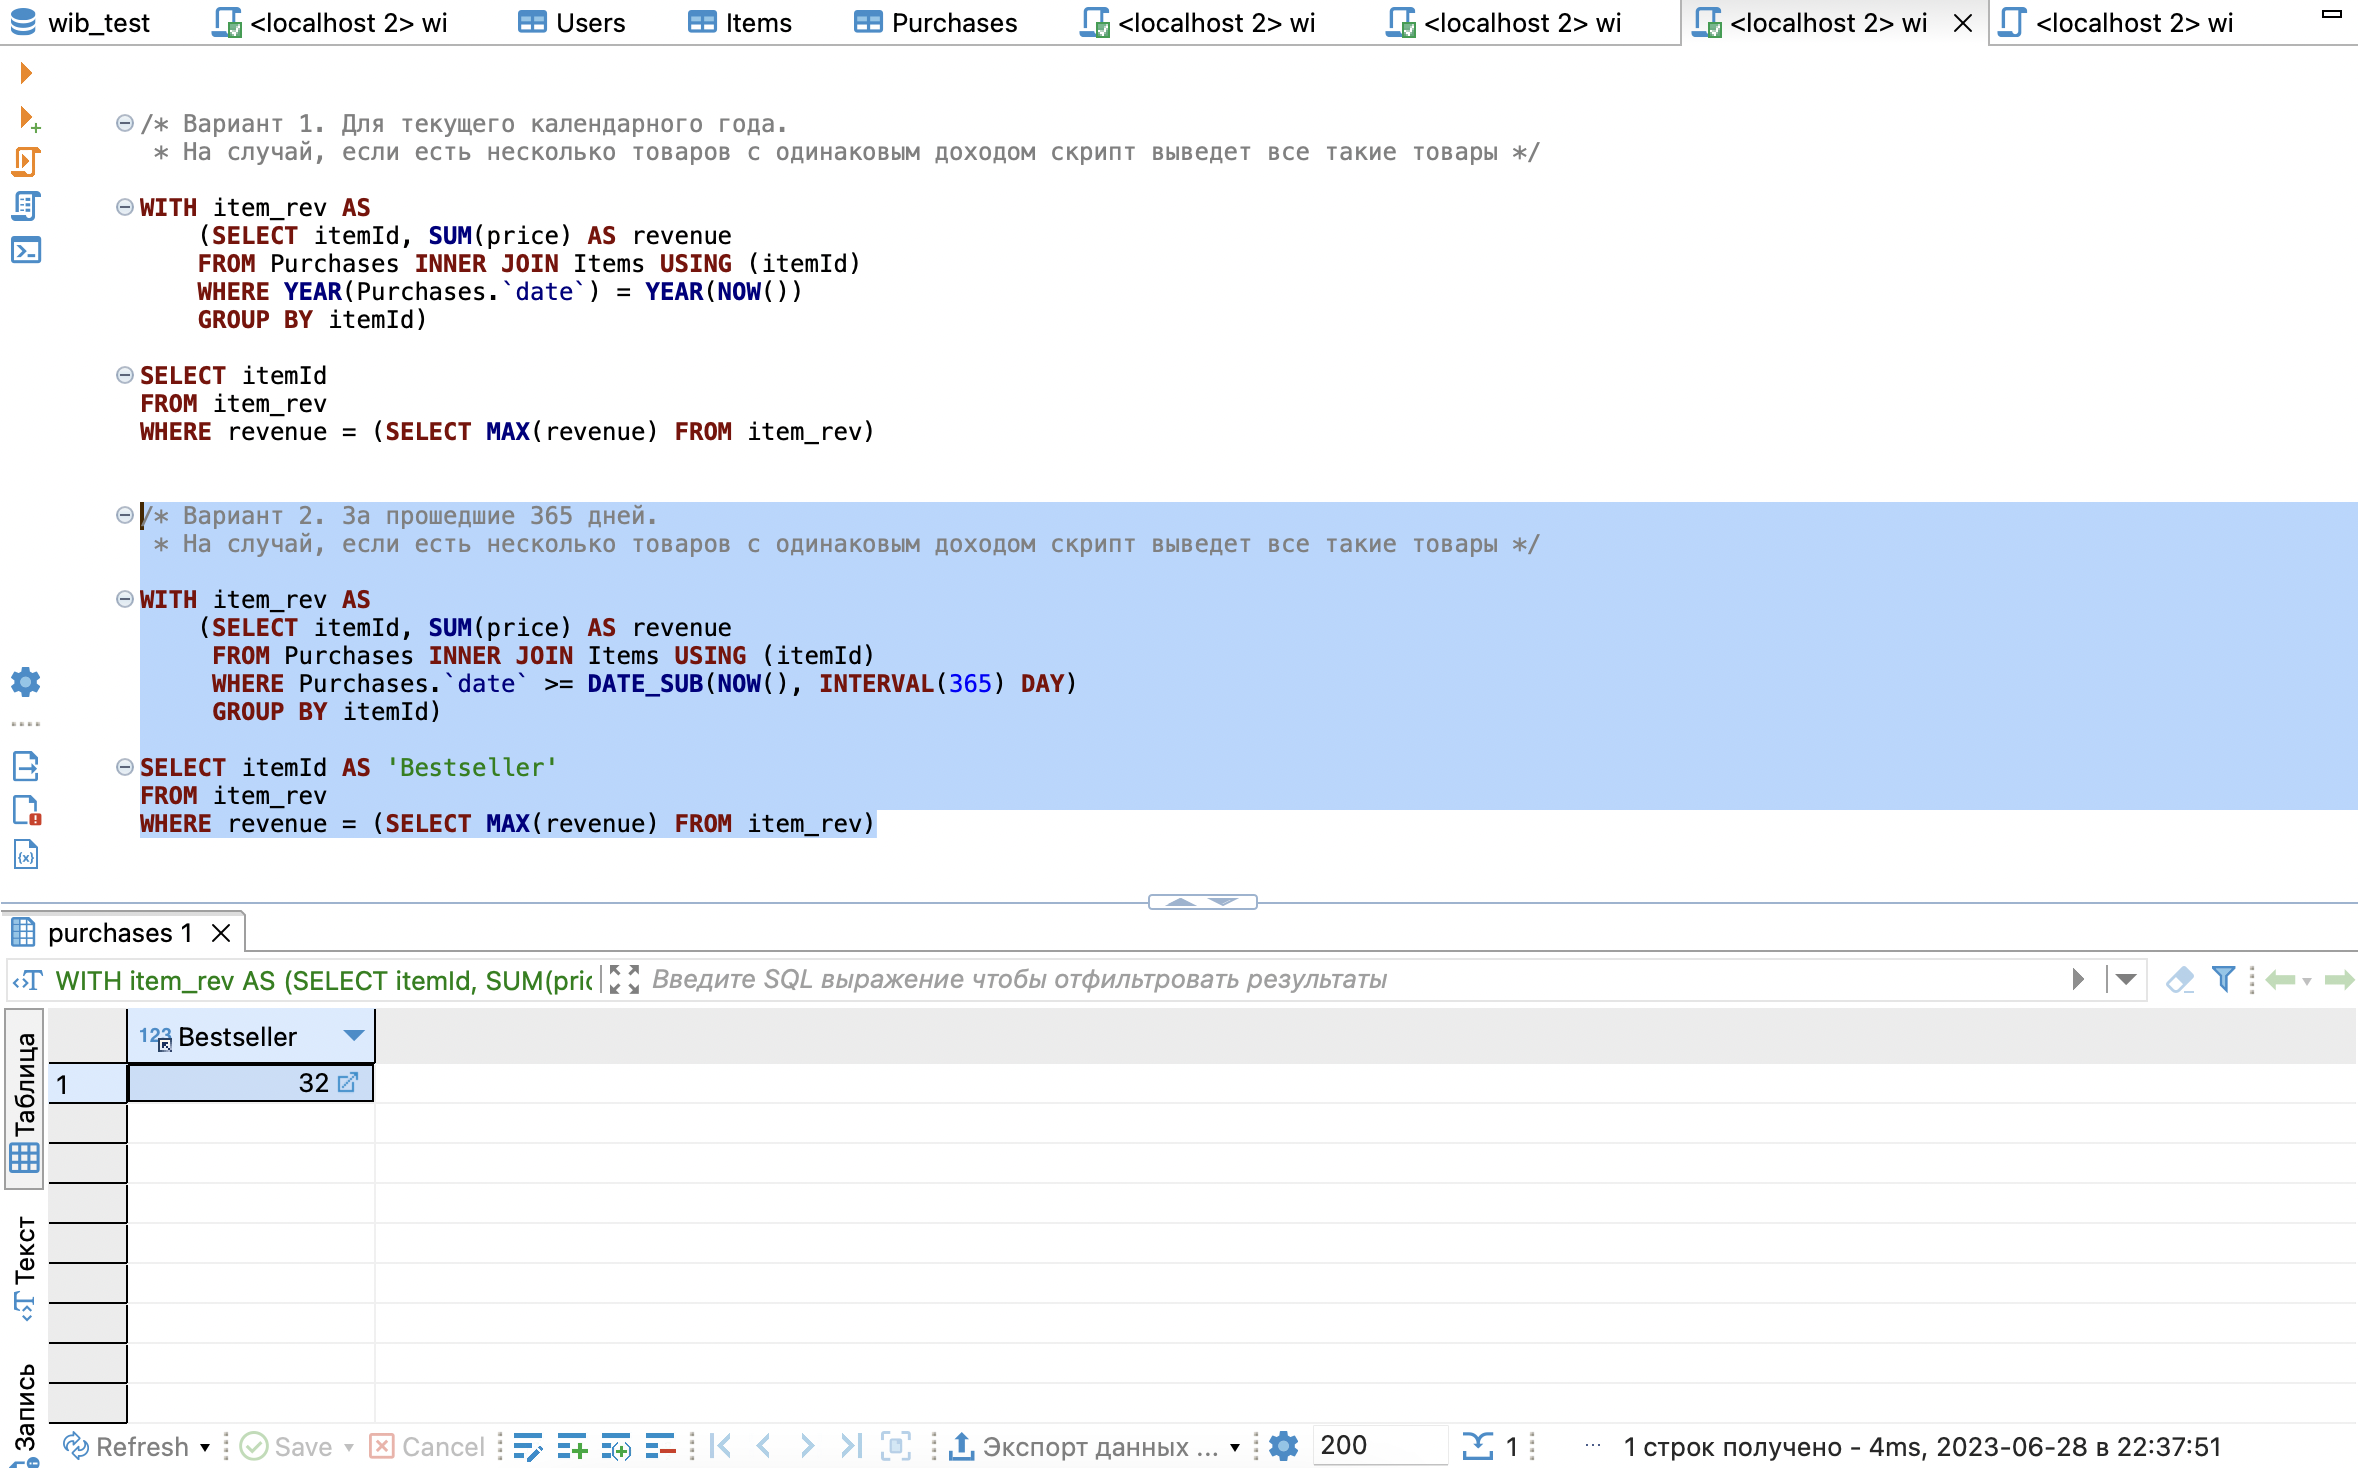 wib_test <localhost 2> wi Users Items Purchases <localhost 2> wi <localhost 2> wi <localhost 2> wi <localhost 2> wi
/* Вариант 1. Для текущего календарного года.
* На случай, если есть несколько товаров с одинаковым доходом скрипт выведет все такие товары */
WITH item_rev AS
(SELECT itemId, SUM(price) AS revenue
FROM Purchases INNER JOIN Items USING (itemId)
WHERE YEAR(Purchases.`date`) = YEAR(NOW())
GROUP BY itemId)
SELECT itemId
FROM item_rev
WHERE revenue = (SELECT MAX(revenue) FROM item_rev)
/* Вариант 2. За прошедшие 365 дней.
* На случай, если есть несколько товаров с одинаковым доходом скрипт выведет все такие товары */
WITH item_rev AS
(SELECT itemId, SUM(price) AS revenue
FROM Purchases INNER JOIN Items USING (itemId)
WHERE Purchases.`date` >= DATE_SUB(NOW(), INTERVAL(365) DAY)
GROUP BY itemId)
SELECT itemId AS 'Bestseller'
FROM item_rev
WHERE revenue = (SELECT MAX(revenue) FROM item_rev)
purchases 1
WITH item_rev AS (SELECT itemId, SUM(pric Введите SQL выражение чтобы отфильтровать результаты
Таблица
Текст
Запись
123 Bestseller
1 32
Refresh Save Cancel Экспорт данных ... 200 1 ... 1 строк получено - 4ms, 2023-06-28 в 22:37:51